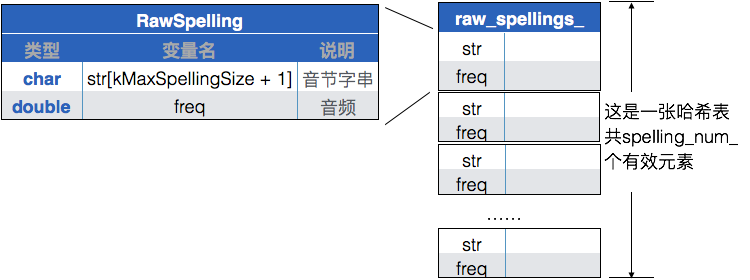 RawSpelling
类型 变量名 说明
char str[kMaxSpellingSize + 1] 音节字串
double freq 音频
raw_spellings_
str
freq
str
freq
str
freq
......
str
freq
这是一张哈希表
共spelling_num_
个有效元素